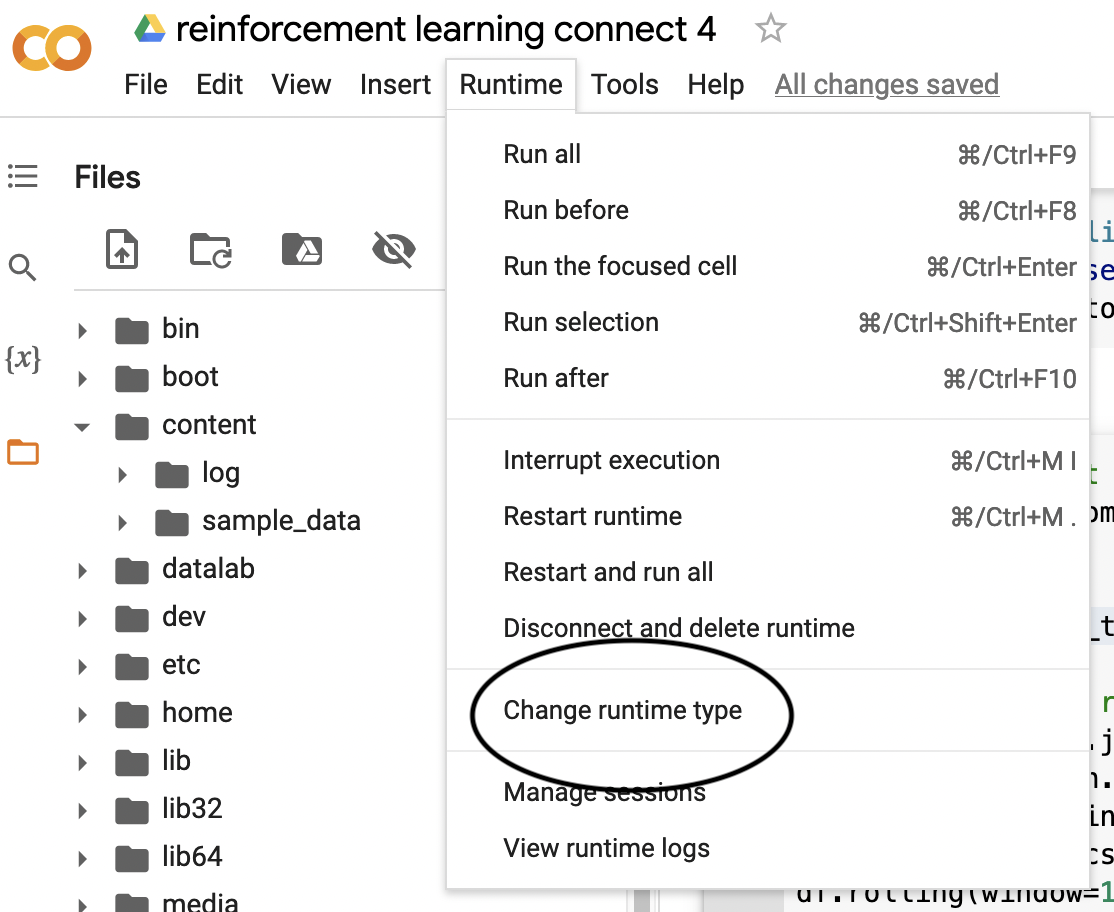 reinforcement learning connect 4
File Edit View Insert Runtime Tools Help All changes saved
Files
{x}
bin
boot
content
log
sample_data
datalab
dev
etc
home
lib
lib32
lib64
media
Run all ⌘/Ctrl+F9
Run before ⌘/Ctrl+F8
Run the focused cell ⌘/Ctrl+Enter
Run selection ⌘/Ctrl+Shift+Enter
Run after ⌘/Ctrl+F10
Interrupt execution ⌘/Ctrl+M I
Restart runtime ⌘/Ctrl+M .
Restart and run all
Disconnect and delete runtime
Change runtime type
Manage sessions
View runtime logs
df.rolling(window=1